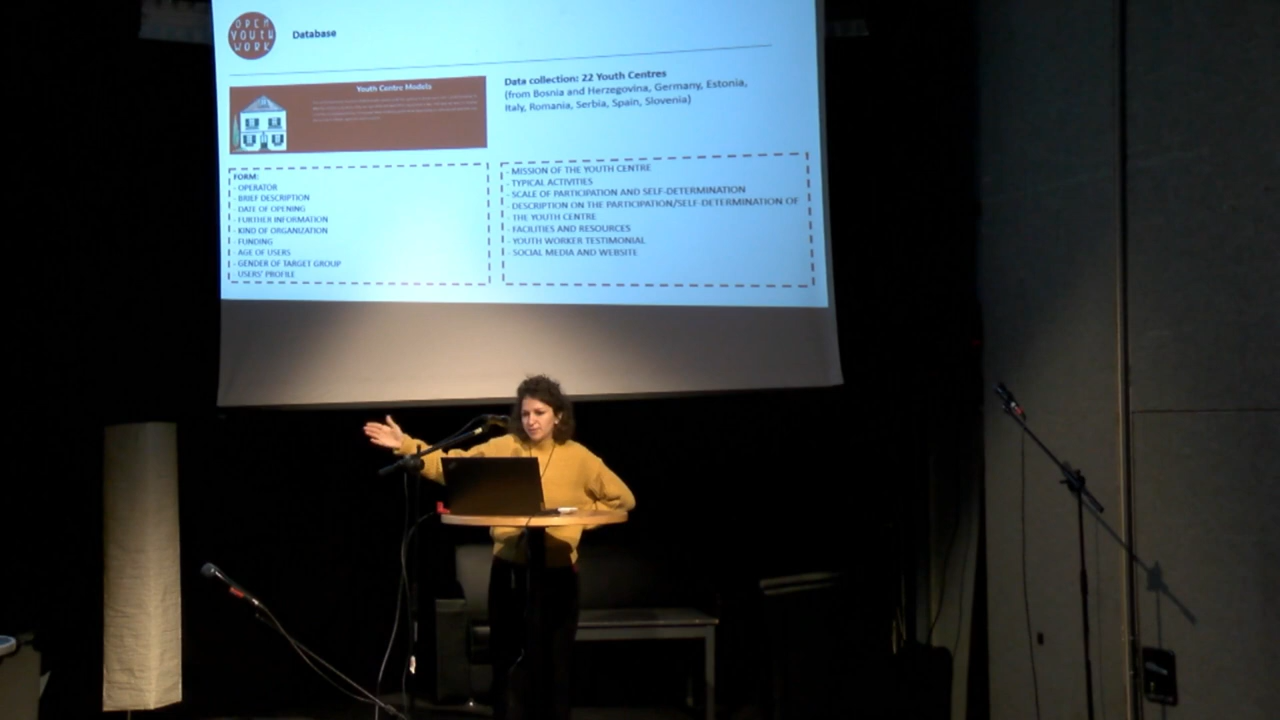 OPEN
YOUTH
WORK
Database
Youth Centre Models
Data collection: 22 Youth Centres
(from Bosnia and Herzegovina, Germany, Estonia,
Italy, Romania, Serbia, Spain, Slovenia)
FORM:
- OPERATOR
- BRIEF DESCRIPTION
- DATE OF OPENING
- FURTHER INFORMATION
- KIND OF ORGANIZATION
- FUNDING
- AGE OF USERS
- GENDER OF TARGET GROUP
- USERS' PROFILE
- MISSION OF THE YOUTH CENTRE
- TYPICAL ACTIVITIES
- SCALE OF PARTICIPATION AND SELF-DETERMINATION
- DESCRIPTION ON THE PARTICIPATION/SELF-DETERMINATION OF
- THE YOUTH CENTRE
- FACILITIES AND RESOURCES
- YOUTH WORKER TESTIMONIAL
- SOCIAL MEDIA AND WEBSITE